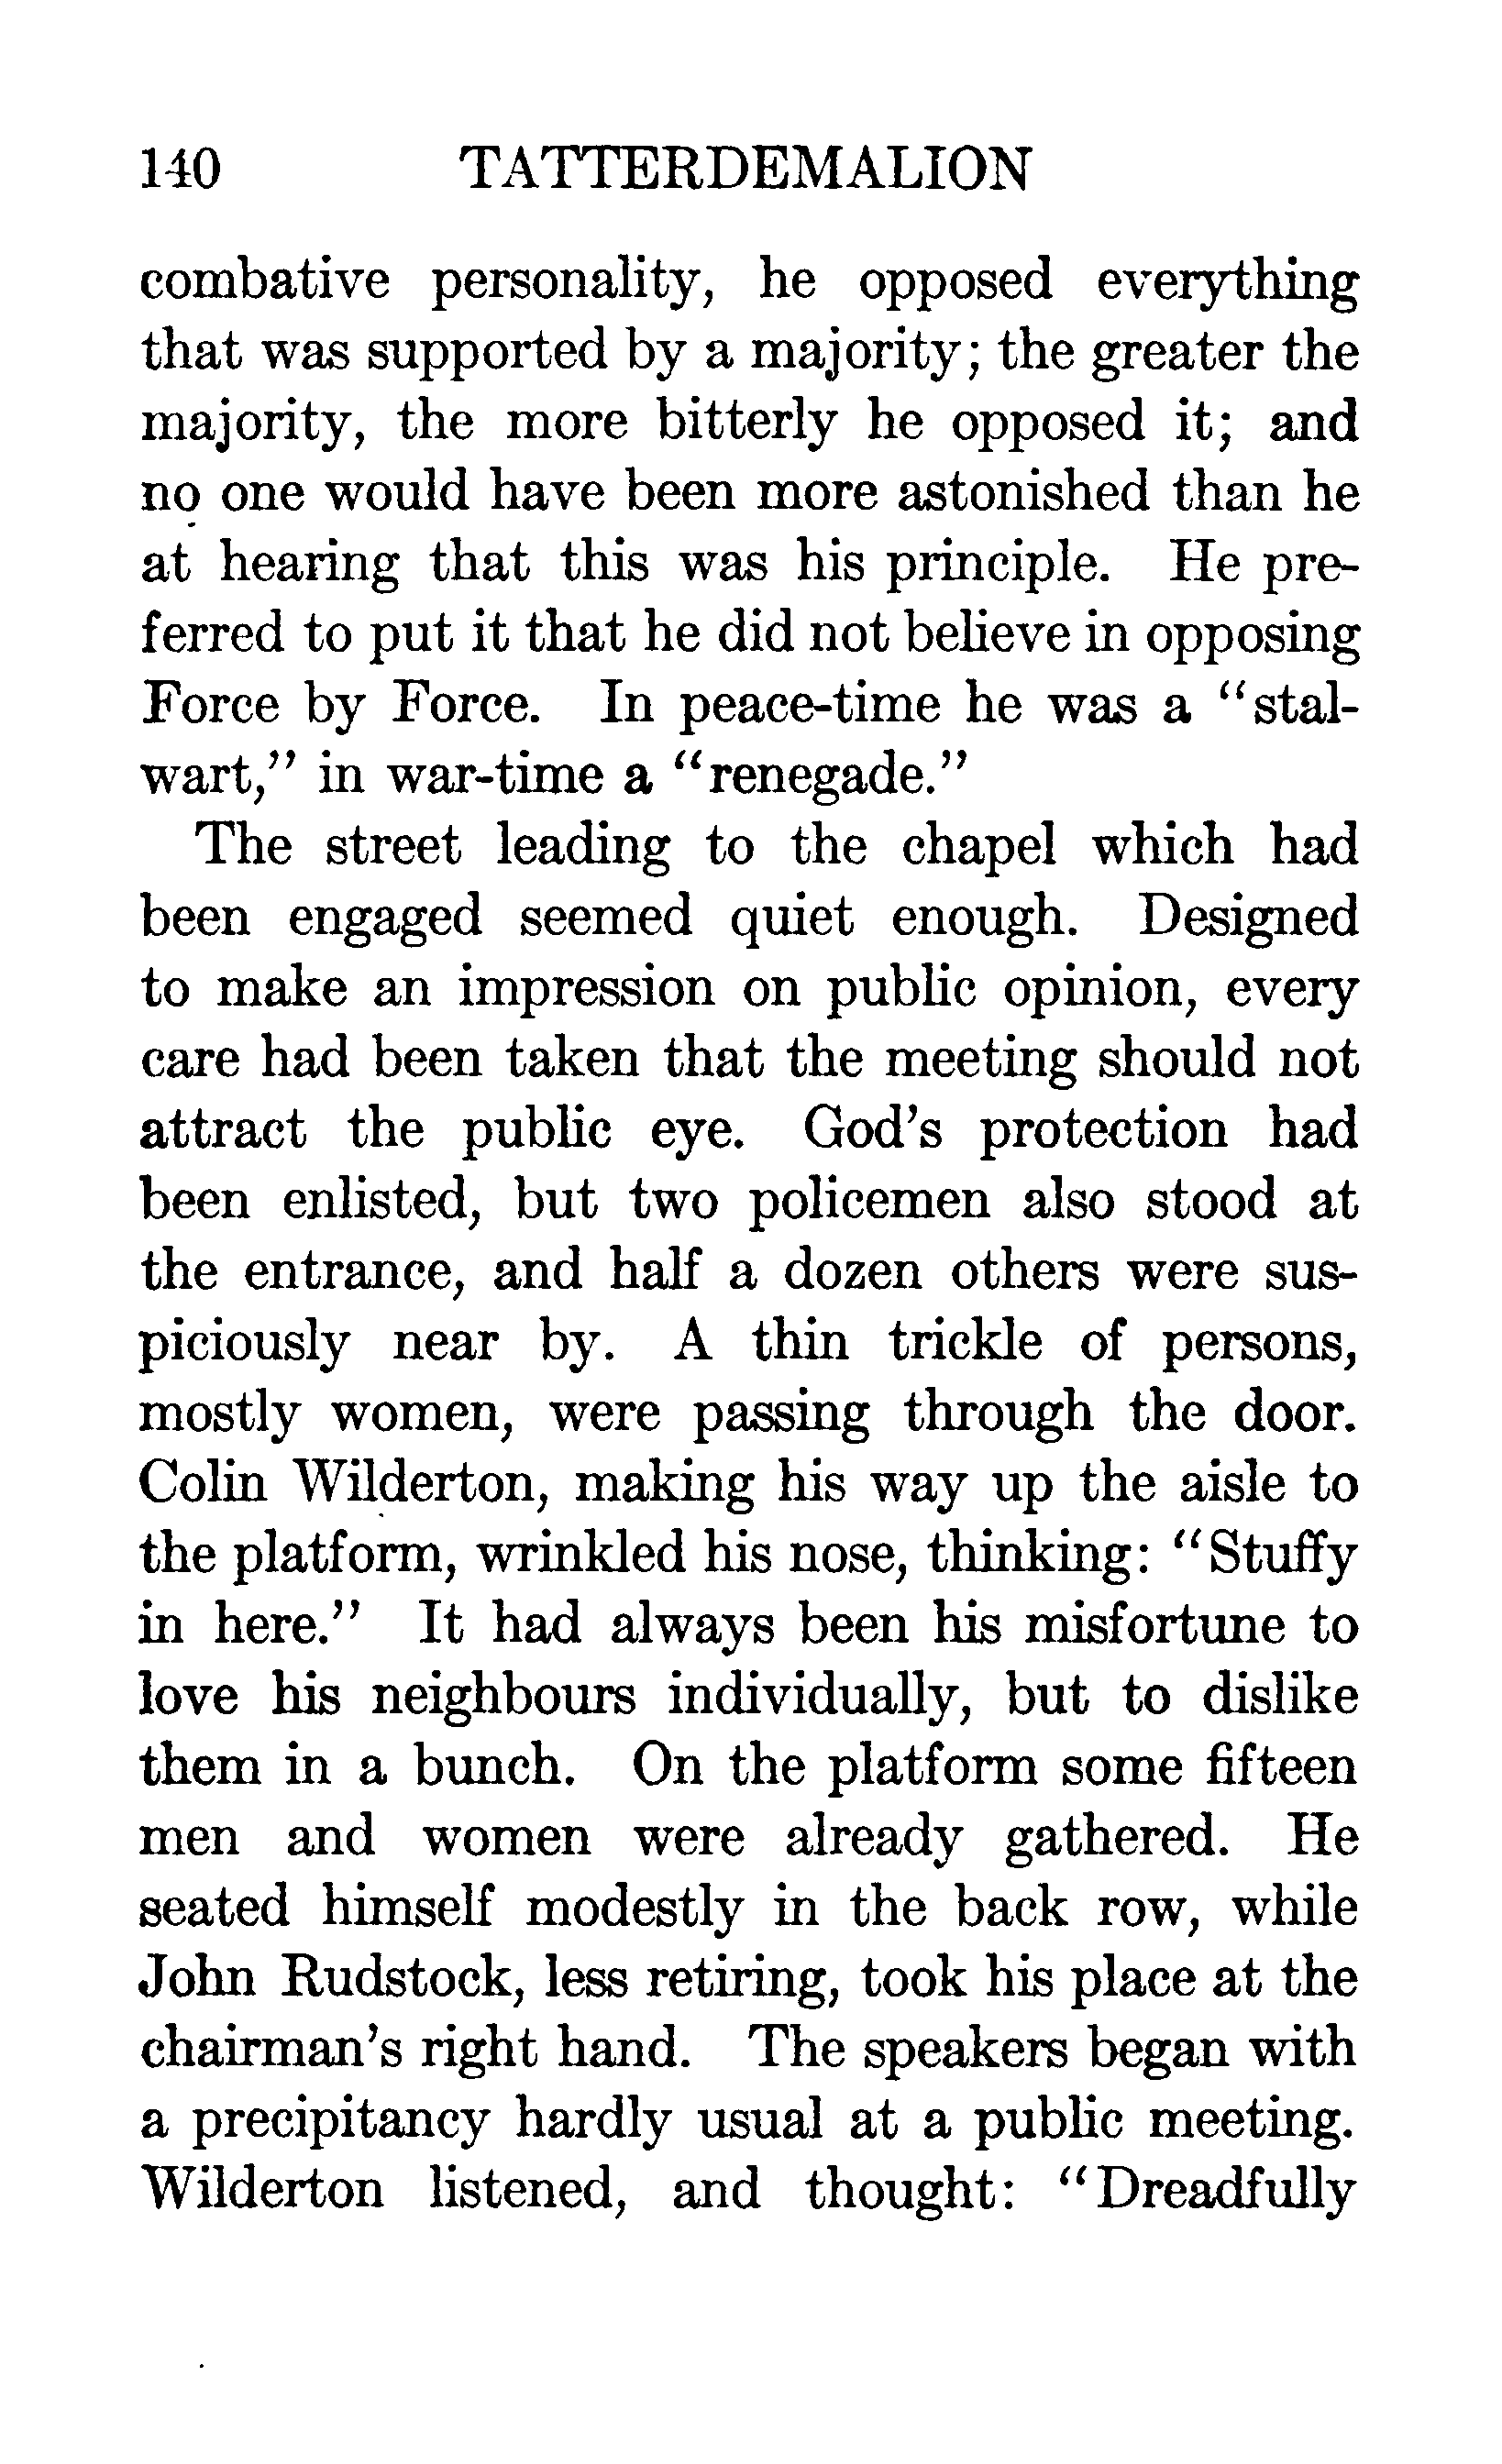 140 TATTERDEMALION
combative personality, he opposed everything
that was supported by a majority; the greater the
majority, the more bitterly he opposed it; and
no one would have been more astonished than he
at hearing that this was his principle. He pre-
ferred to put it that he did not believe in opposing
Force by Force. In peace-time he was a "stal-
wart," in war-time a "renegade."
The street leading to the chapel which had
been engaged seemed quiet enough. Designed
to make an impression on public opinion, every
care had been taken that the meeting should not
attract the public eye. God's protection had
been enlisted, but two policemen also stood at
the entrance, and half a dozen others were sus-
piciously near by. A thin trickle of persons,
mostly women, were passing through the door.
Colin Wilderton, making his way up the aisle to
the platform, wrinkled his nose, thinking: "Stuffy
in here." It had always been his misfortune to
love his neighbours individually, but to dislike
them in a bunch. On the platform some fifteen
men and women were already gathered. He
seated himself modestly in the back row, while
John Rudstock, less retiring, took his place at the
chairman's right hand. The speakers began with
a precipitancy hardly usual at a public meeting.
Wilderton listened, and thought: "Dreadfully